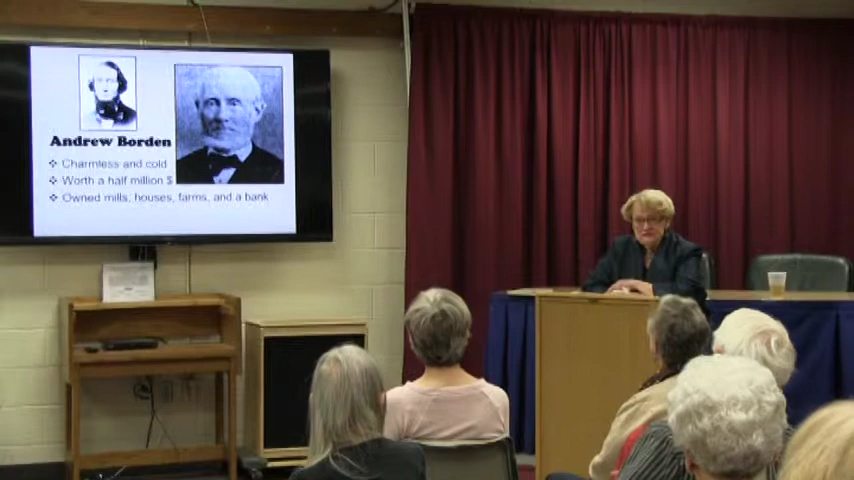 Andrew Borden
❖ Charmless and cold
❖ Worth a half million $
❖ Owned mills, houses, farms, and a bank